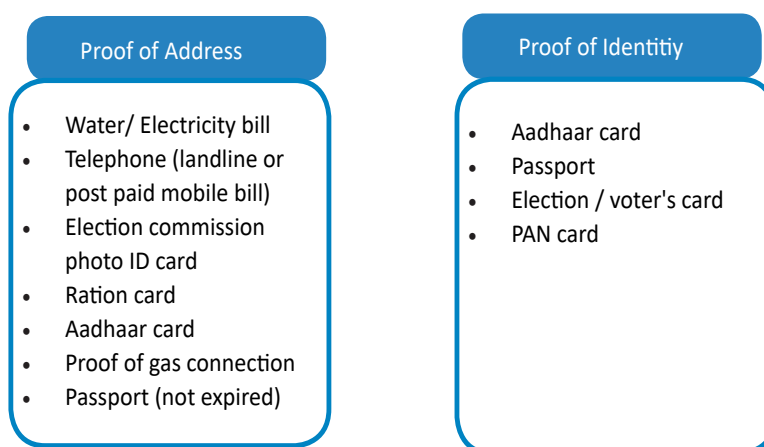 Proof of Address
• Water/ Electricity bill
• Telephone (landline or
post paid mobile bill)
• Election commission
photo ID card
• Ration card
• Aadhaar card
• Proof of gas connection
• Passport (not expired)
Proof of Identitiy
• Aadhaar card
• Passport
• Election / voter's card
• PAN card